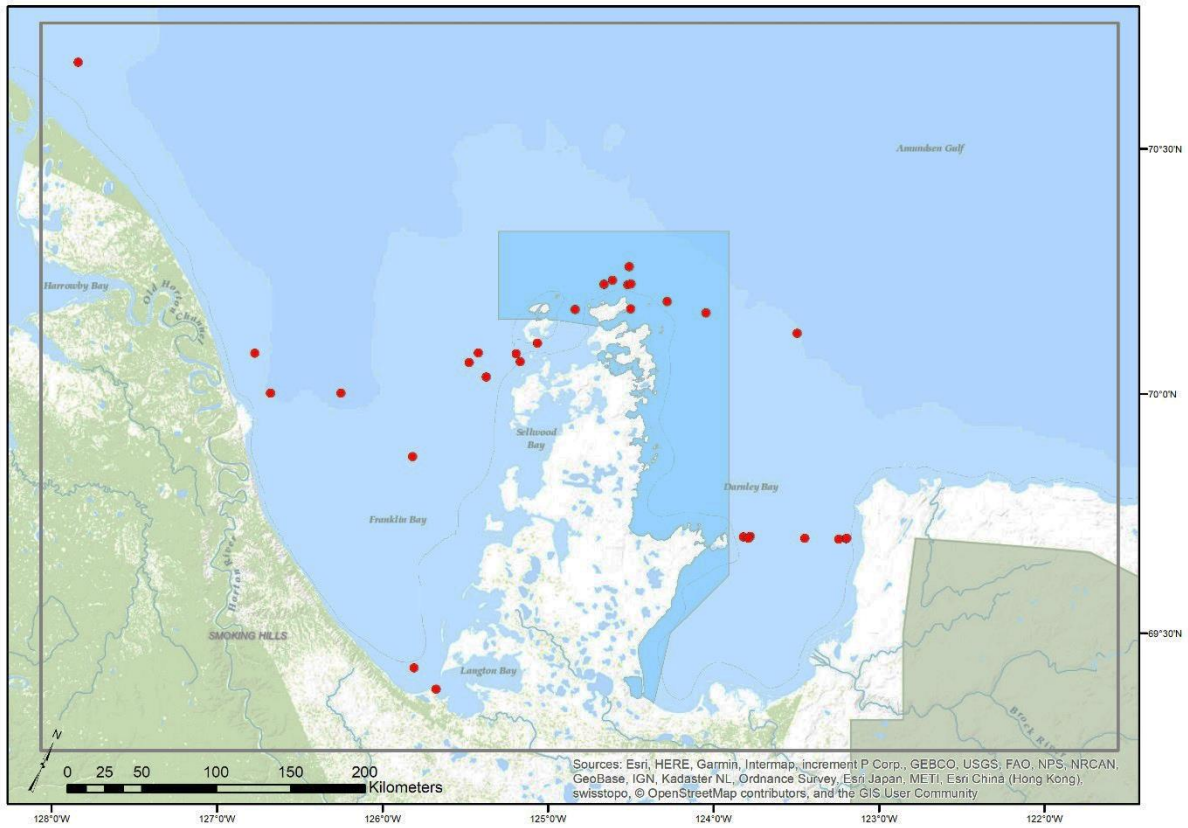 Amundsen Gulf
70°30'N
Harrowby Bay
Old Horton
Channel
70°0'N
Sellwood
Bay
Darnley Bay
Franklin Bay
Horton River
SMOKING HILLS
69°30'N
Langton Bay
Brock River
N
0 25 50 100 150 200
Kilometers
Sources: Esri, HERE, Garmin, Intermap, increment P Corp., GEBCO, USGS, FAO, NPS, NRCAN,
GeoBase, IGN, Kadaster NL, Ordnance Survey, Esri Japan, METI, Esri China (Hong Kong),
swisstopo, © OpenStreetMap contributors, and the GIS User Community
128°0'W 127°0'W 126°0'W 125°0'W 124°0'W 123°0'W 122°0'W